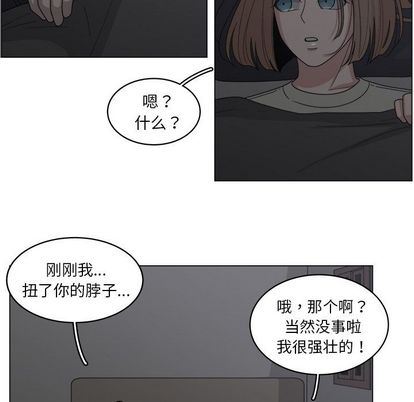 嗯？
什么？
刚刚我...
扭了你的脖子...
哦，那个啊？
当然没事啦
我很强壮的！